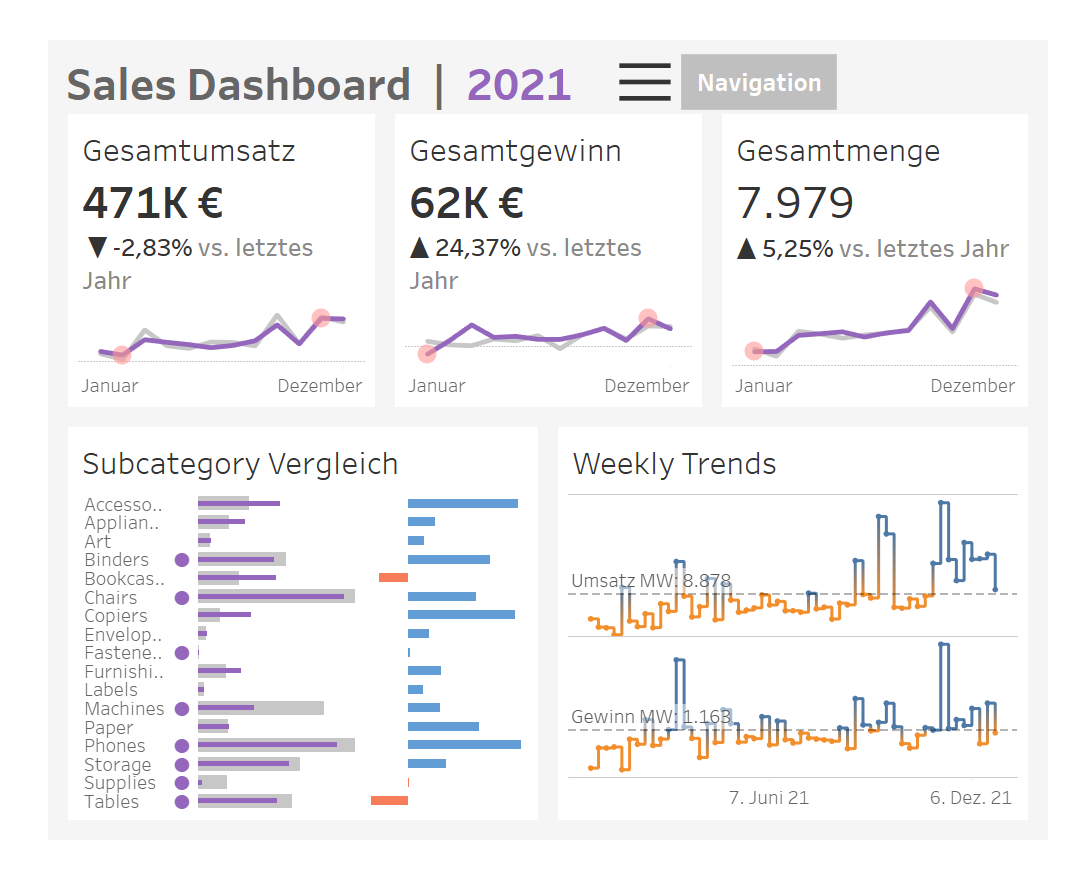 Sales Dashboard | 2021
Navigation
Gesamtumsatz
471K €
▼ -2,83% vs. letztes
Jahr
Januar Dezember
Gesamtgewinn
62K €
▲ 24,37% vs. letztes
Jahr
Januar Dezember
Gesamtmenge
7.979
▲ 5,25% vs. letztes Jahr
Januar Dezember
Subcategory Vergleich
Accesso..
Applian..
Art
Binders
Bookcas..
Chairs
Copiers
Envelop..
Fastene..
Furnishi..
Labels
Machines
Paper
Phones
Storage
Supplies
Tables
Weekly Trends
Umsatz MW: 8.878
Gewinn MW: 1.163
7. Juni 21 6. Dez. 21